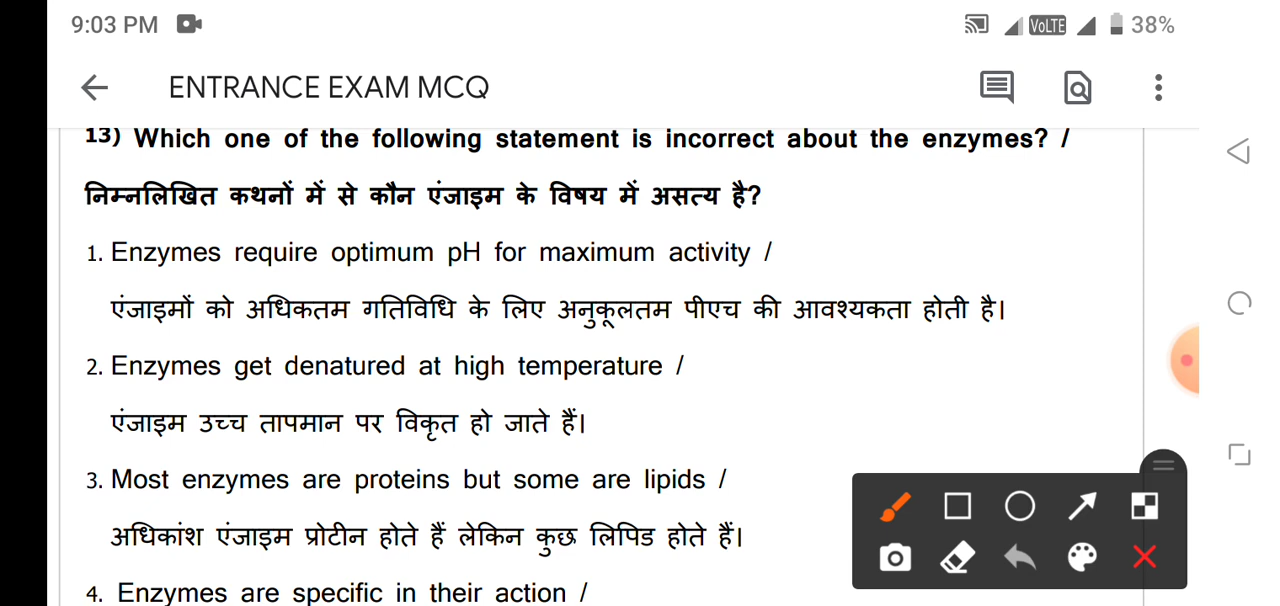 9:03 PM VoLTE 38%
ENTRANCE EXAM MCQ
13) Which one of the following statement is incorrect about the enzymes? /
निम्नलिखित कथनों में से कौन एंजाइम के विषय में असत्य है?
1. Enzymes require optimum pH for maximum activity /
एंजाइमों को अधिकतम गतिविधि के लिए अनुकूलतम पीएच की आवश्यकता होती है।
2. Enzymes get denatured at high temperature /
एंजाइम उच्च तापमान पर विकृत हो जाते हैं।
3. Most enzymes are proteins but some are lipids /
अधिकांश एंजाइम प्रोटीन होते हैं लेकिन कुछ लिपिड होते हैं।
4. Enzymes are specific in their action /